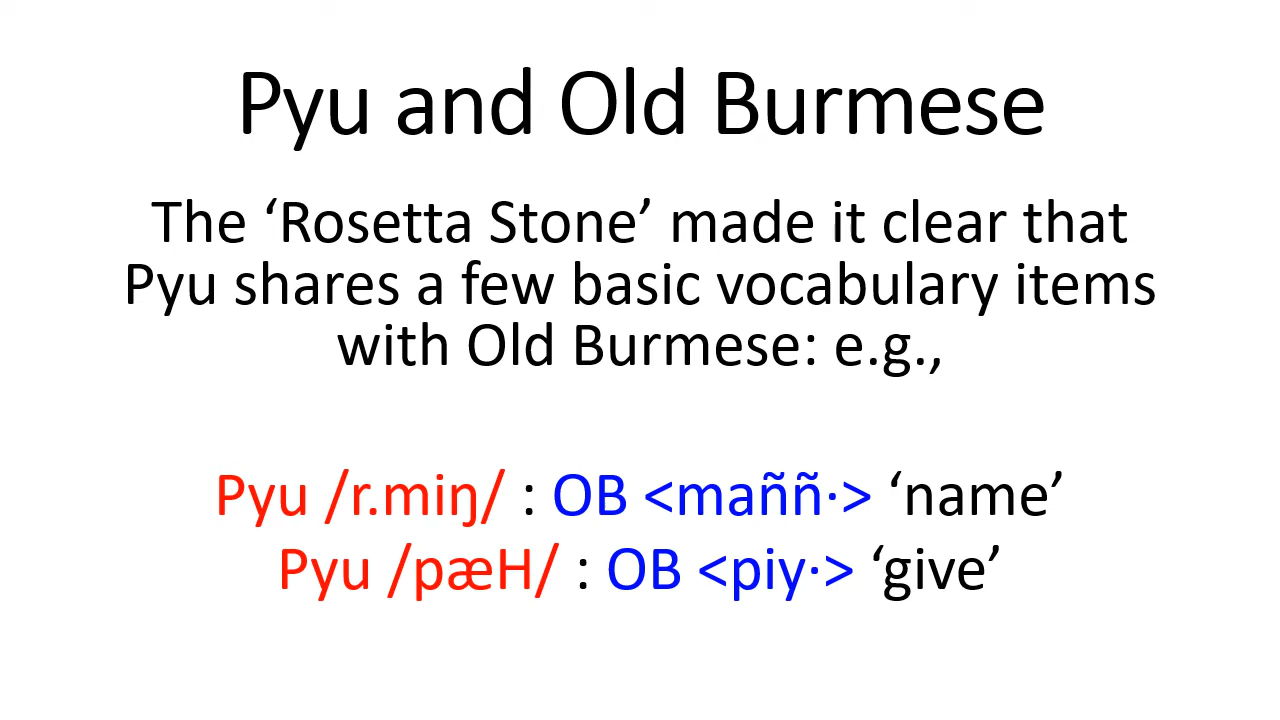 Pyu and Old Burmese
The ‘Rosetta Stone’ made it clear that
Pyu shares a few basic vocabulary items
with Old Burmese: e.g.,
Pyu /r.miŋ/ : OB <maññ·> ‘name’
Pyu /pæH/ : OB <piy·> ‘give’